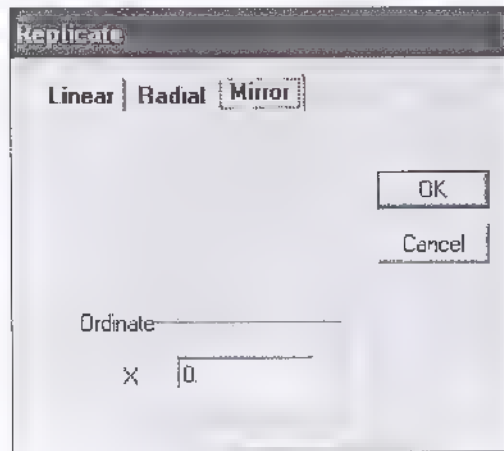 Replicate
Linear Radial Mirror
OK
Cancel
Ordinate
X 0.